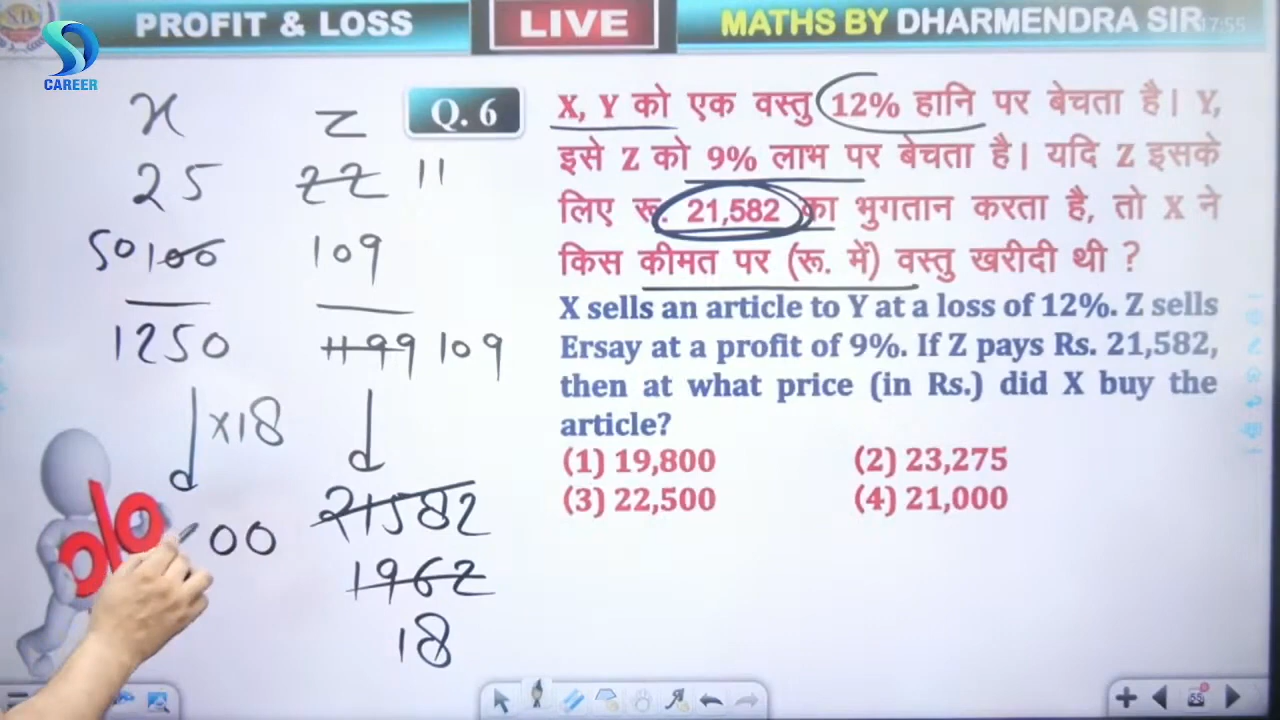 PROFIT & LOSS
LIVE
MATHS BY DHARMENDRA SIR
17:55
CAREER
Q. 6
X, Y को एक वस्तु 12% हानि पर बेचता है। Y,
इसे Z को 9% लाभ पर बेचता है। यदि Z इसके
लिए रू. 21,582 का भुगतान करता है, तो X ने
किस कीमत पर (रू. में) वस्तु खरीदी थी ?
X sells an article to Y at a loss of 12%. Z sells
Ersay at a profit of 9%. If Z pays Rs. 21,582,
then at what price (in Rs.) did X buy the
article?
(1) 19,800 (2) 23,275
(3) 22,500 (4) 21,000
x z
25 22 11
50 100 109
1250 1199 109
×18
00 21582
1962
18
%